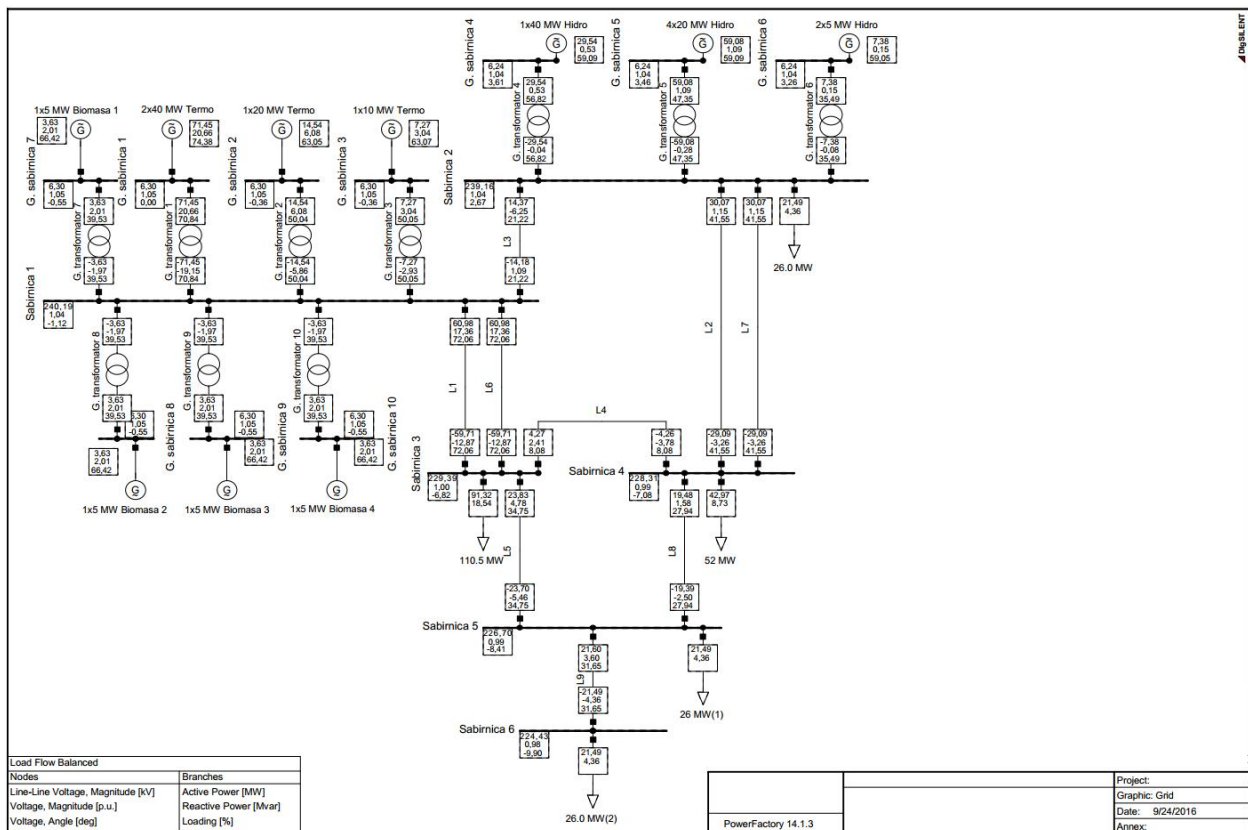 DIgSILENT
G. sabirnica 4
1x40 MW Hidro
G~
29,54
0,53
59,09
G. sabirnica 5
4x20 MW Hidro
G~
59,08
1,09
59,09
G. sabirnica 6
2x5 MW Hidro
G~
7,38
0,15
59,05
6,24
1,04
3,61
29,54
0,53
56,82
6,24
1,04
3,46
59,08
1,09
47,35
6,24
1,04
3,26
7,38
0,15
35,49
G. transformator 4
G. transformator 5
G. transformator 6
-29,54
-0,04
56,82
-59,08
-0,28
47,35
-7,38
-0,08
35,49
1x5 MW Biomasa 1
3,63
2,01
66,42
G~
2x40 MW Termo
G~
71,45
20,66
74,38
1x20 MW Termo
G~
14,54
6,08
63,05
1x10 MW Termo
G~
7,27
3,04
63,07
G. sabirnica 7
G. sabirnica 1
G. sabirnica 2
G. sabirnica 3
Sabirnica 2
6,30
1,05
-0,55
3,63
2,01
39,53
6,30
1,05
0,00
71,45
20,66
70,84
6,30
1,05
-0,36
14,54
6,08
50,04
6,30
1,05
-0,36
7,27
3,04
50,05
239,16
1,04
2,67
14,37
-6,25
21,22
30,07
1,15
41,55
30,07
1,15
41,55
21,49
4,36
26.0 MW
G. transformator 7
G. transformator 1
G. transformator 2
G. transformator 3
L3
-3,63
-1,97
39,53
-71,45
-19,15
70,84
-14,54
-5,86
50,04
-7,27
-2,93
50,05
-14,18
1,09
21,22
Sabirnica 1
240,19
1,04
-1,12
-3,63
-1,97
39,53
-3,63
-1,97
39,53
-3,63
-1,97
39,53
60,98
17,36
72,06
60,98
17,36
72,06
L2
L7
G. transformator 8
G. transformator 9
G. transformator 10
L1
L6
L4
3,63
2,01
39,53
6,30
1,05
-0,55
3,63
2,01
39,53
6,30
1,05
-0,55
3,63
2,01
39,53
6,30
1,05
-0,55
G. sabirnica 8
G. sabirnica 9
G. sabirnica 10
3,63
2,01
66,42
3,63
2,01
66,42
3,63
2,01
66,42
G~
G~
G~
1x5 MW Biomasa 2
1x5 MW Biomasa 3
1x5 MW Biomasa 4
-59,71
-12,87
72,06
-59,71
-12,87
72,06
4,27
2,41
8,08
-4,26
-3,78
8,08
-29,09
-3,26
41,55
-29,09
-3,26
41,55
Sabirnica 3
229,39
1,00
-6,82
91,32
18,54
23,83
4,78
34,75
Sabirnica 4
228,31
0,99
-7,08
19,48
1,58
27,94
42,97
8,73
110.5 MW
L5
L8
52 MW
-23,70
-5,46
34,75
-19,39
-2,50
27,94
Sabirnica 5
226,70
0,99
-8,41
21,60
3,60
31,65
21,49
4,36
L9
-21,49
-4,36
31,65
26 MW(1)
Sabirnica 6
224,43
0,98
-9,90
21,49
4,36
26.0 MW(2)
Load Flow Balanced
Nodes
Branches
Line-Line Voltage, Magnitude [kV]
Active Power [MW]
Voltage, Magnitude [p.u.]
Reactive Power [Mvar]
Voltage, Angle [deg]
Loading [%]
PowerFactory 14.1.3
Project:
Graphic: Grid
Date: 9/24/2016
Annex: